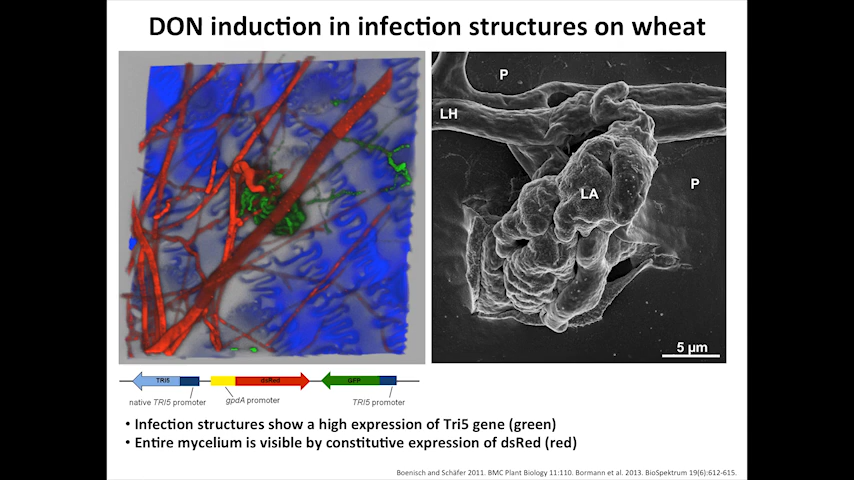 DON induction in infection structures on wheat
P
LH
LA
P
5 µm
TRI5
dsRed
GFP
native TRI5 promoter
gpdA promoter
TRI5 promoter
• Infection structures show a high expression of Tri5 gene (green)
• Entire mycelium is visible by constitutive expression of dsRed (red)
Boenisch and Schäfer 2011. BMC Plant Biology 11:110. Bormann et al. 2013. BioSpektrum 19(6):612-615.